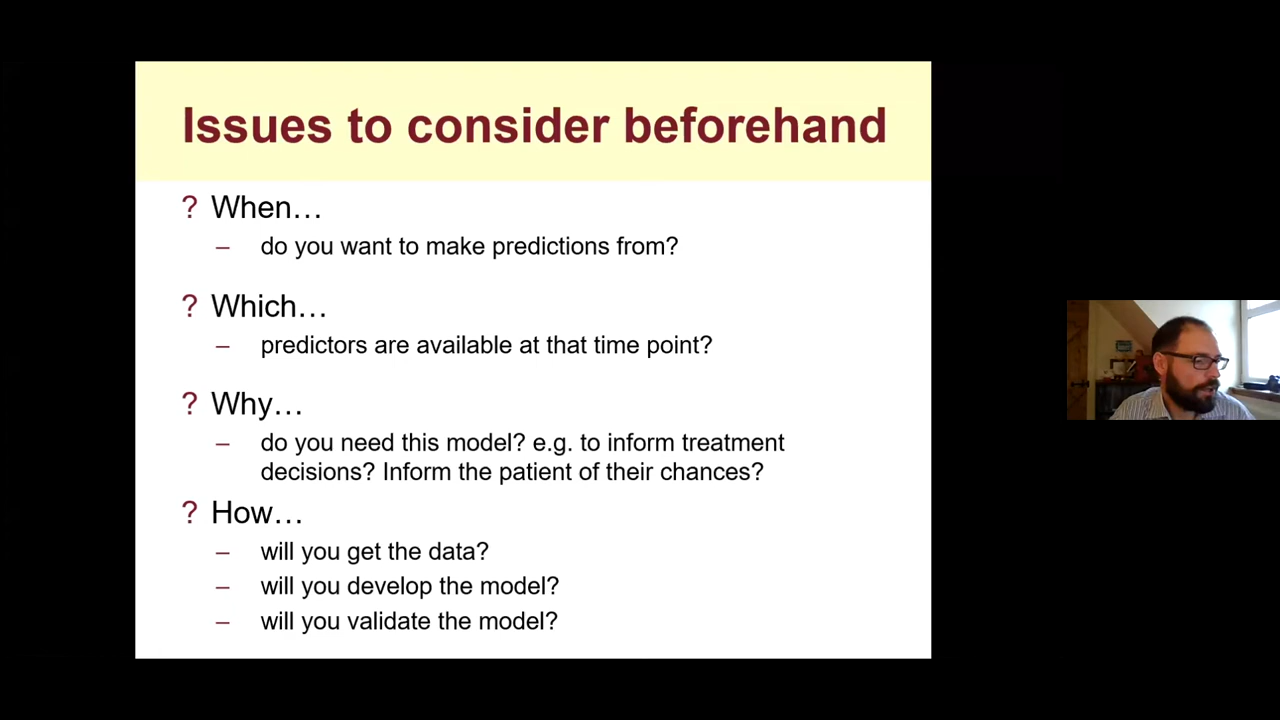 Issues to consider beforehand
? When…
– do you want to make predictions from?
? Which…
– predictors are available at that time point?
? Why…
– do you need this model? e.g. to inform treatment
decisions? Inform the patient of their chances?
? How…
– will you get the data?
– will you develop the model?
– will you validate the model?